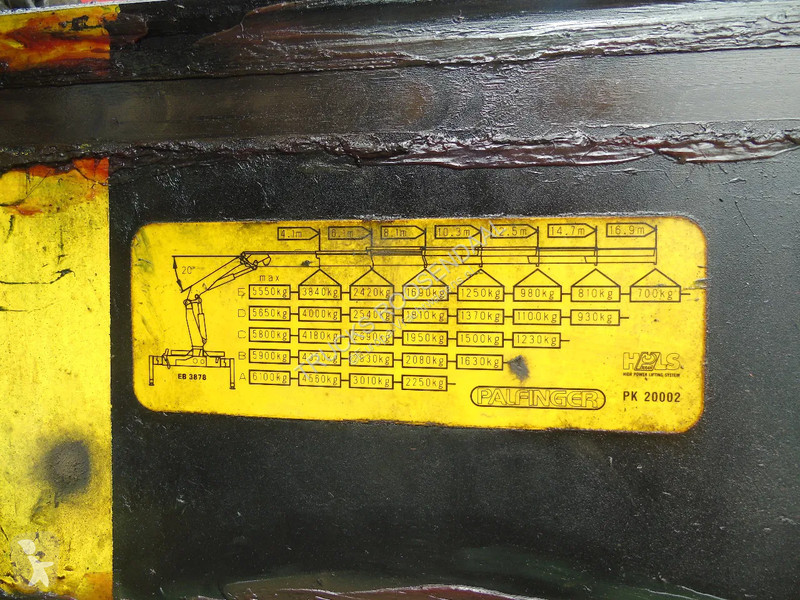 4.1m 6.1m 8.1m 10.3m 12.5m 14.7m 16.9m
20°
max
5550kg 3840kg 2420kg 1690kg 1250kg 980kg 810kg 700kg
D 5650kg 4000kg 2540kg 1810kg 1370kg 1100kg 930kg
C 5800kg 4180kg 2690kg 1950kg 1500kg 1230kg
B 5900kg 4350kg 2830kg 2080kg 1630kg
A 6100kg 4560kg 3010kg 2250kg
EB 3878
HPLS
HIGH POWER LIFTING SYSTEM
PALFINGER
PK 20002
TRUCKS ROOSENDAAL